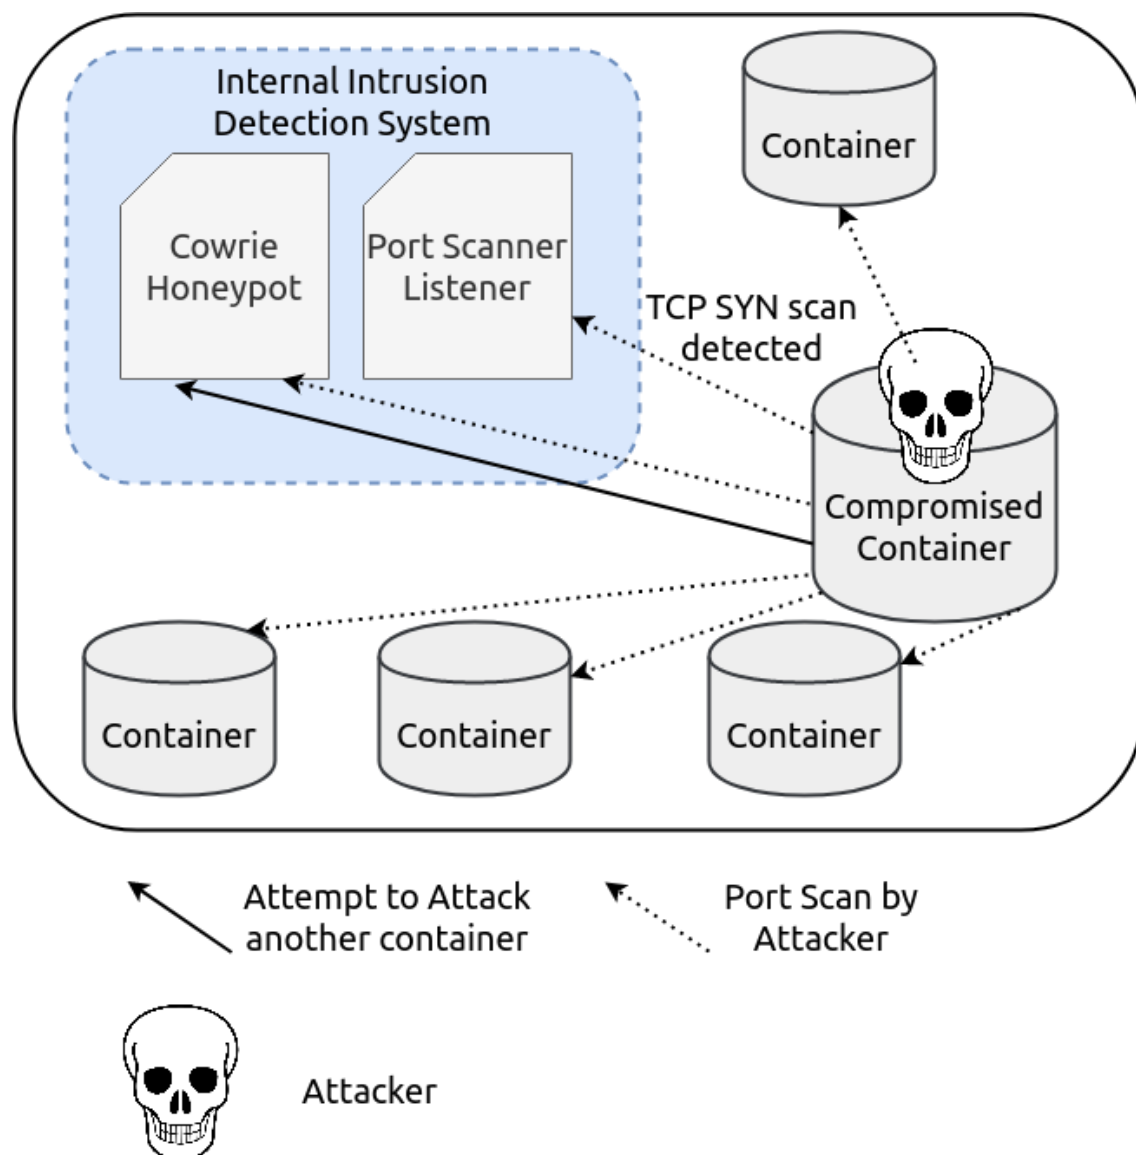 Internal Intrusion
Detection System
Container
Cowrie
Honeypot
Port Scanner
Listener
TCP SYN scan
detected
Compromised
Container
Container
Container
Container
Attempt to Attack
another container
Port Scan by
Attacker
Attacker